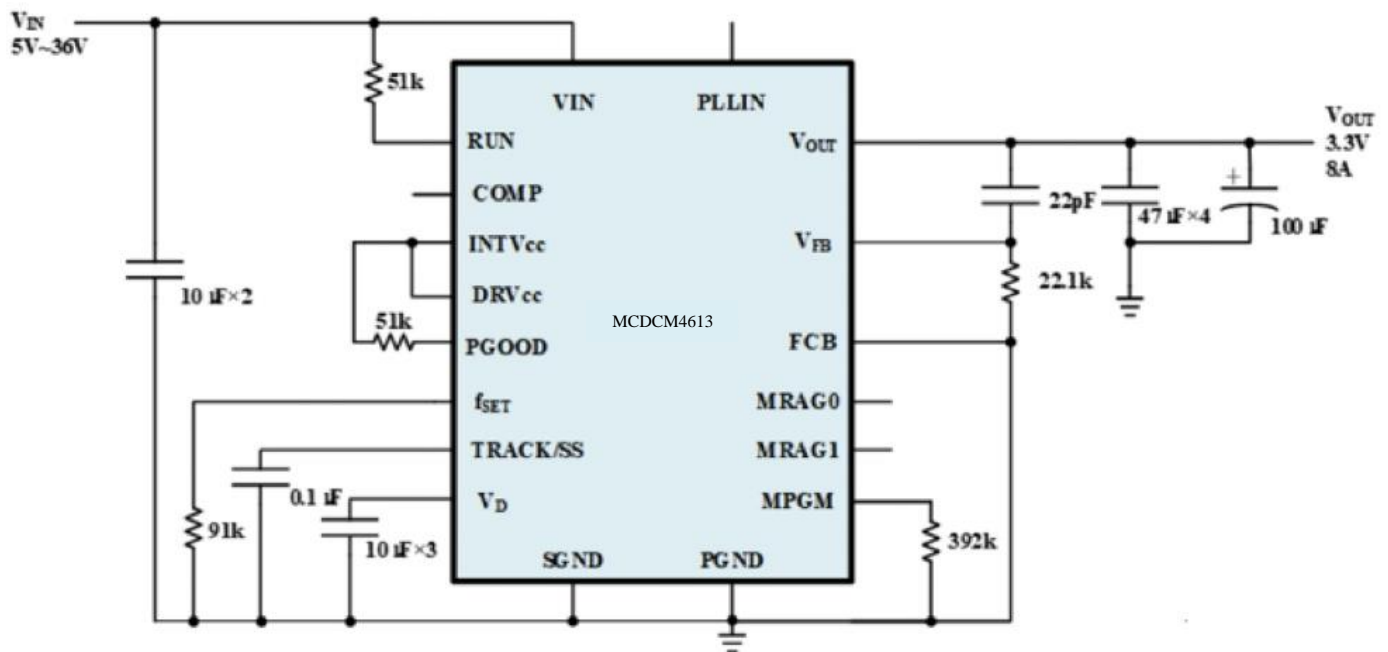 VIN
5V~36V
51k
VIN
PLLIN
RUN
VOUT
VOUT
3.3V
8A
COMP
+
22pF
47 uF×4
100 uF
INTVcc
VFB
10 uF×2
DRVcc
22.1k
51k
MCDCM4613
PGOOD
FCB
fSET
MRAG0
TRACK/SS
MRAG1
0.1 uF
VD
MPGM
91k
10 uF×3
392k
SGND
PGND